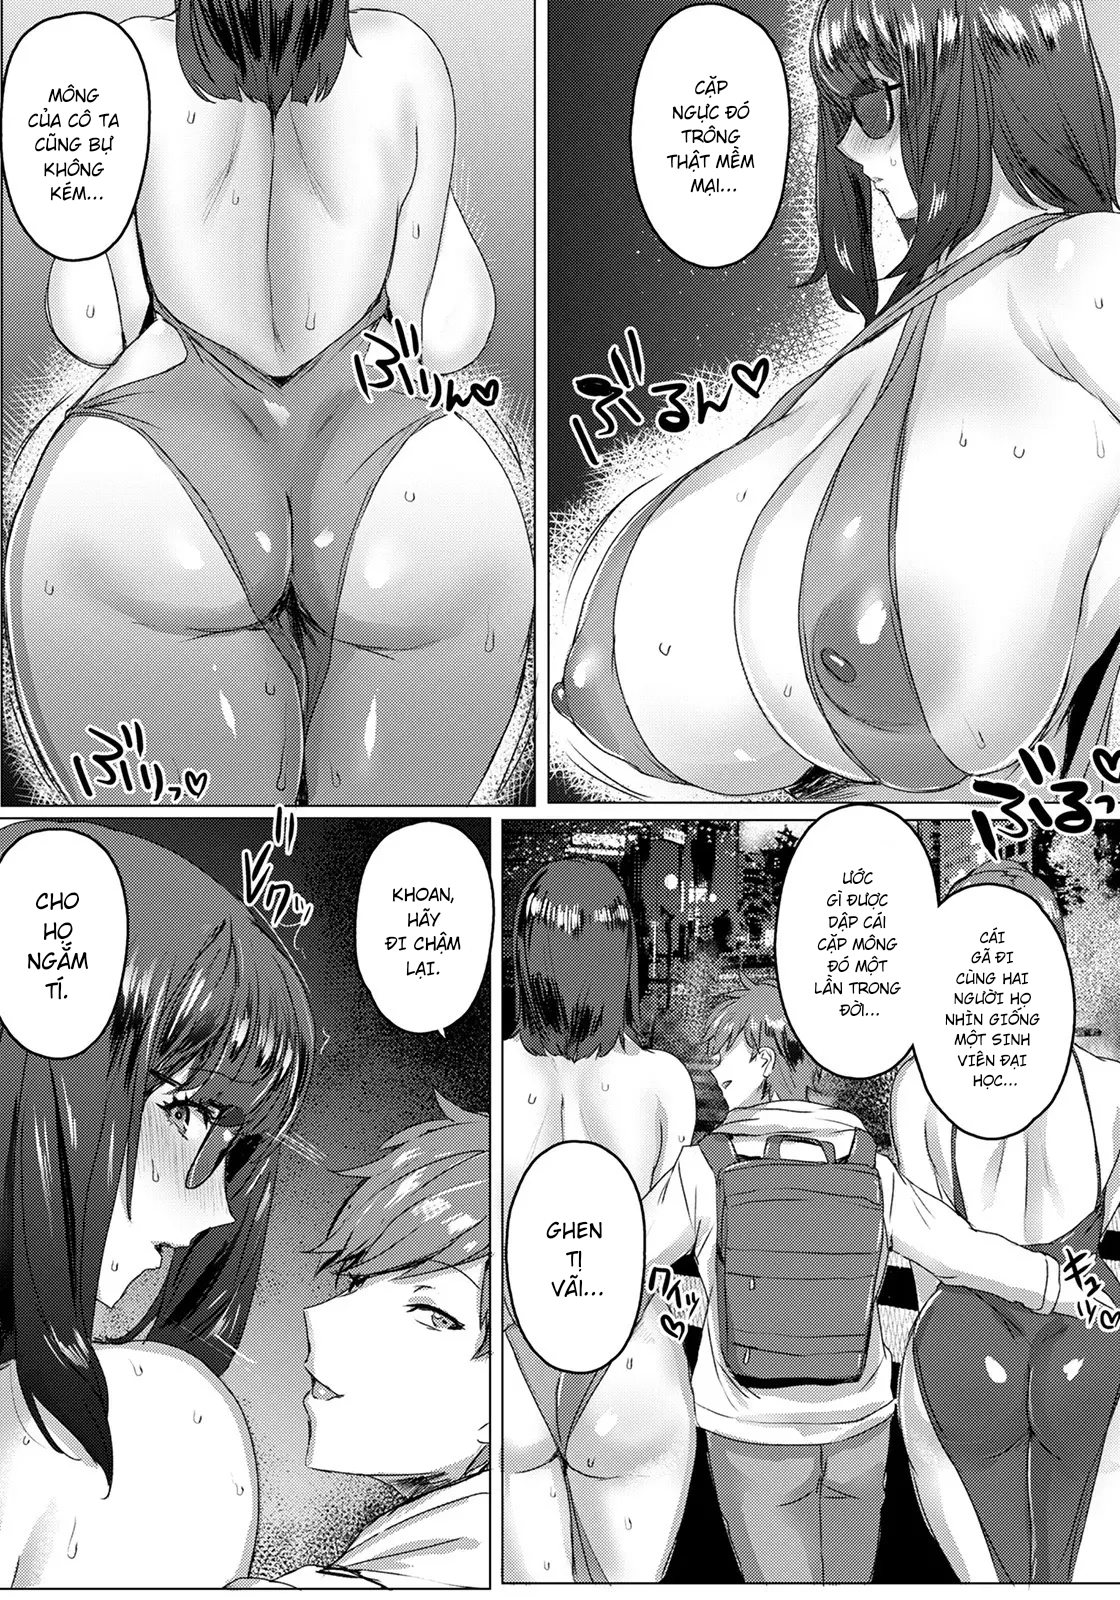 CẶP
NGỰC ĐÓ
TRÔNG
THẬT MỀM
MẠI...
ぶるん♡
ぶるっ♡
MÔNG
CỦA CÔ TA
CŨNG BỰ
KHÔNG
KÉM...
ぶりん♡
ぶりっ♡
CÁI
GÃ ĐI
CÙNG HAI
NGƯỜI HỌ
NHÌN GIỐNG
MỘT SINH
VIÊN ĐẠI
HỌC...
ƯỚC
GÌ ĐƯỢC
DẬP CÁI
CẶP MÔNG
ĐÓ MỘT
LẦN TRONG
ĐỜI...
GHEN
TỊ
VÃI...
KHOAN,
HÃY
ĐI CHẬM
LẠI.
CHO
HỌ
NGẮM
TÍ.